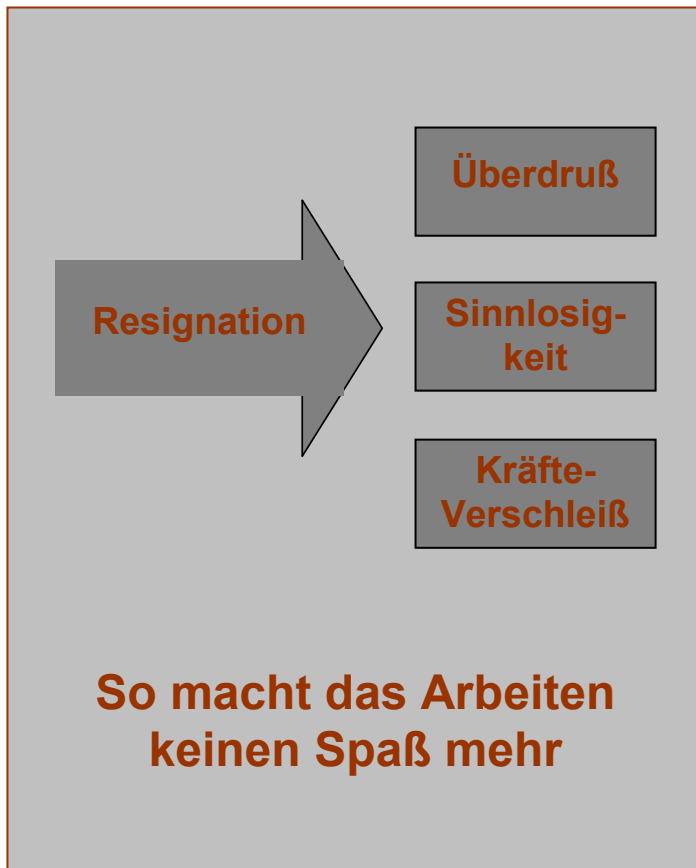 Überdruß
Resignation
Sinnlosig-
keit
Kräfte-
Verschleiß
So macht das Arbeiten
keinen Spaß mehr